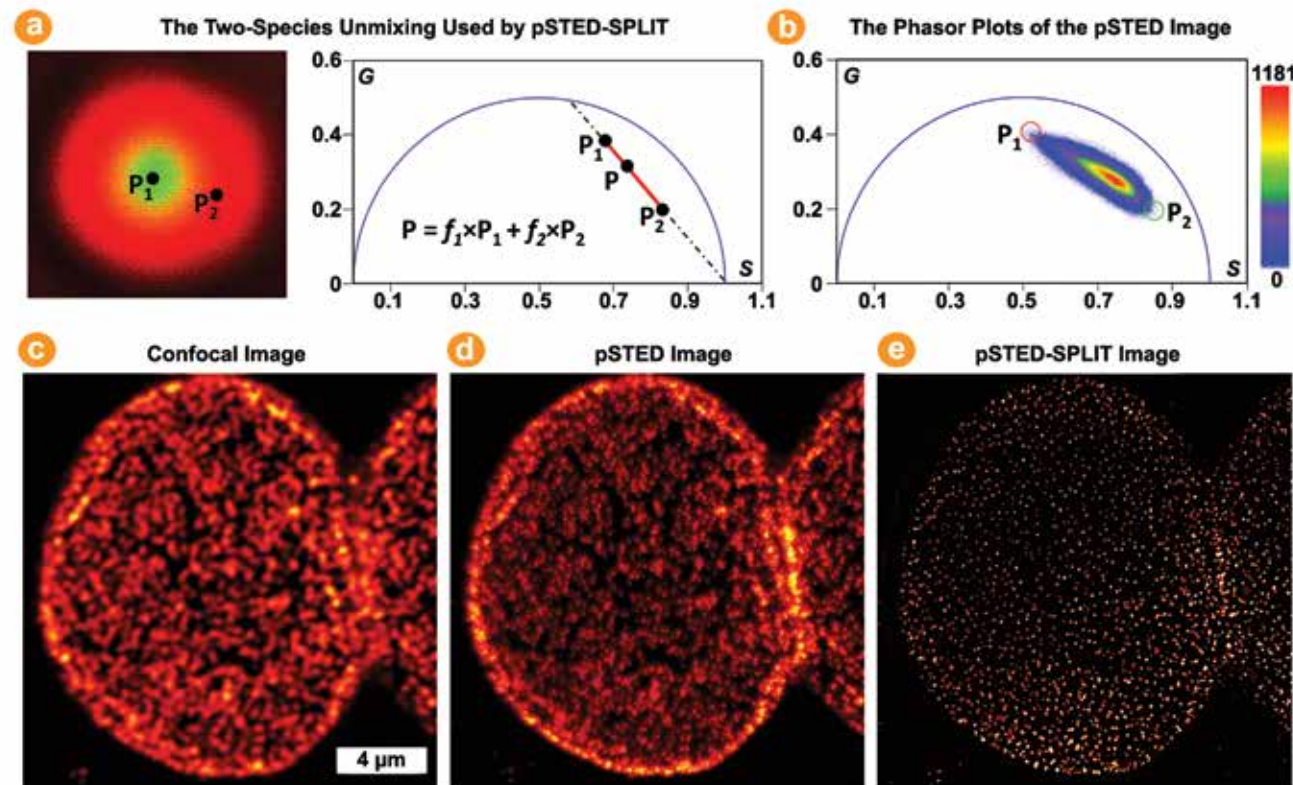 a The Two-Species Unmixing Used by pSTED-SPLIT
P1
P2
0.6
0.4
0.2
0
G
P1
P
P2
P = f1×P1 + f2×P2
S
0.1 0.3 0.5 0.7 0.9 1.1
b The Phasor Plots of the pSTED Image
0.6
0.4
0.2
0
G
P1
P2
S
0.1 0.3 0.5 0.7 0.9 1.1
1181
0
c Confocal Image
4 µm
d pSTED Image
e pSTED-SPLIT Image